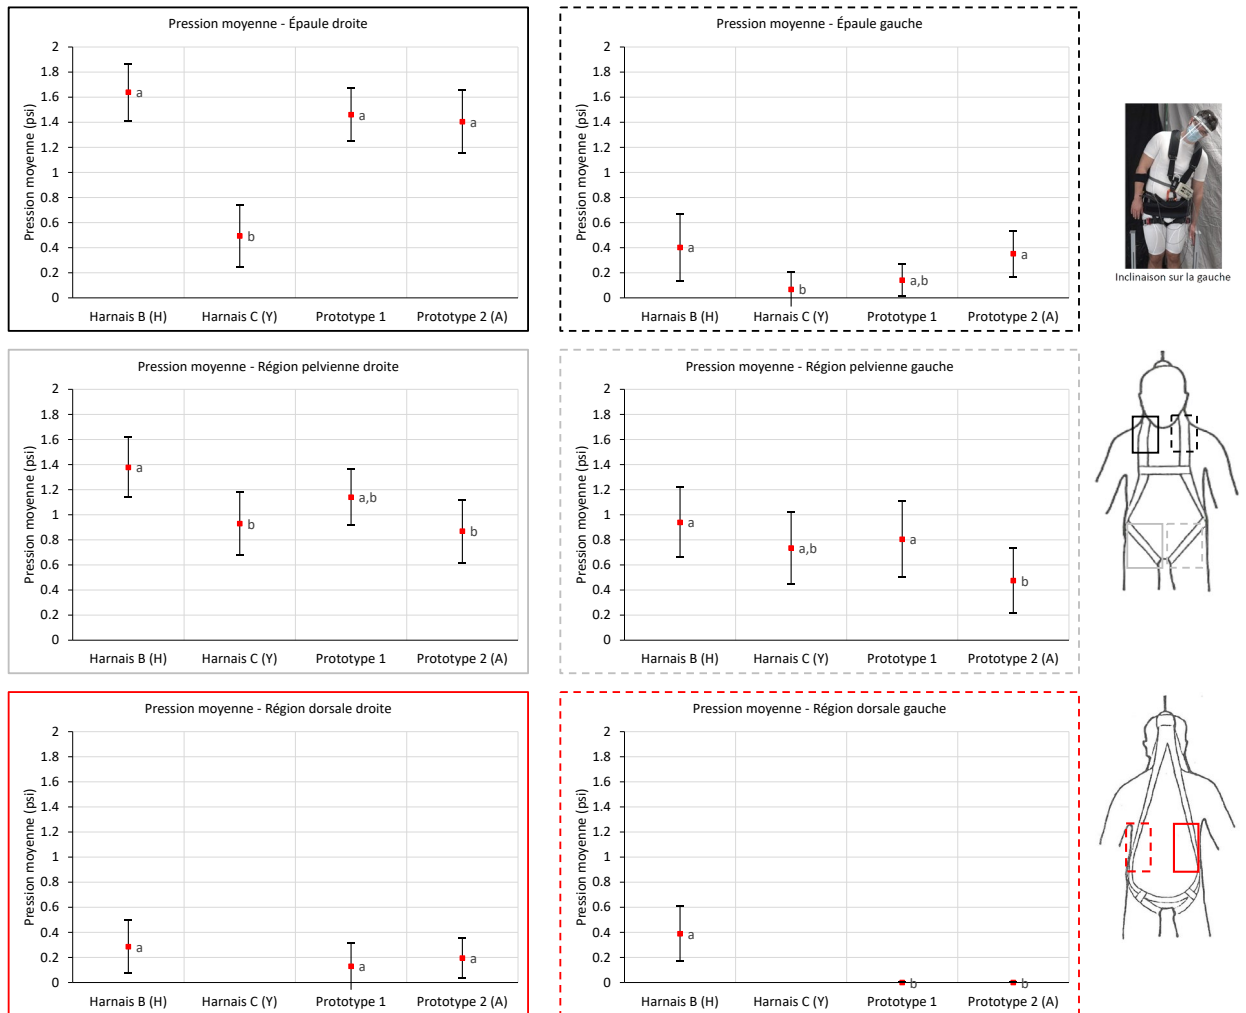 Pression moyenne - Épaule droite
Pression moyenne (psi)
2
1.8
1.6
1.4
1.2
1
0.8
0.6
0.4
0.2
0
a
b
a
a
Harnais B (H) Harnais C (Y) Prototype 1 Prototype 2 (A)
Pression moyenne - Épaule gauche
Pression moyenne (psi)
2
1.8
1.6
1.4
1.2
1
0.8
0.6
0.4
0.2
0
a
b
a,b
a
Harnais B (H) Harnais C (Y) Prototype 1 Prototype 2 (A)
Inclinaison sur la gauche
Pression moyenne - Région pelvienne droite
Pression moyenne (psi)
2
1.8
1.6
1.4
1.2
1
0.8
0.6
0.4
0.2
0
a
b
a,b
b
Harnais B (H) Harnais C (Y) Prototype 1 Prototype 2 (A)
Pression moyenne - Région pelvienne gauche
Pression moyenne (psi)
2
1.8
1.6
1.4
1.2
1
0.8
0.6
0.4
0.2
0
a
a,b
a
b
Harnais B (H) Harnais C (Y) Prototype 1 Prototype 2 (A)
Pression moyenne - Région dorsale droite
Pression moyenne (psi)
2
1.8
1.6
1.4
1.2
1
0.8
0.6
0.4
0.2
0
a
a
a
Harnais B (H) Harnais C (Y) Prototype 1 Prototype 2 (A)
Pression moyenne - Région dorsale gauche
Pression moyenne (psi)
2
1.8
1.6
1.4
1.2
1
0.8
0.6
0.4
0.2
0
a
b
b
Harnais B (H) Harnais C (Y) Prototype 1 Prototype 2 (A)